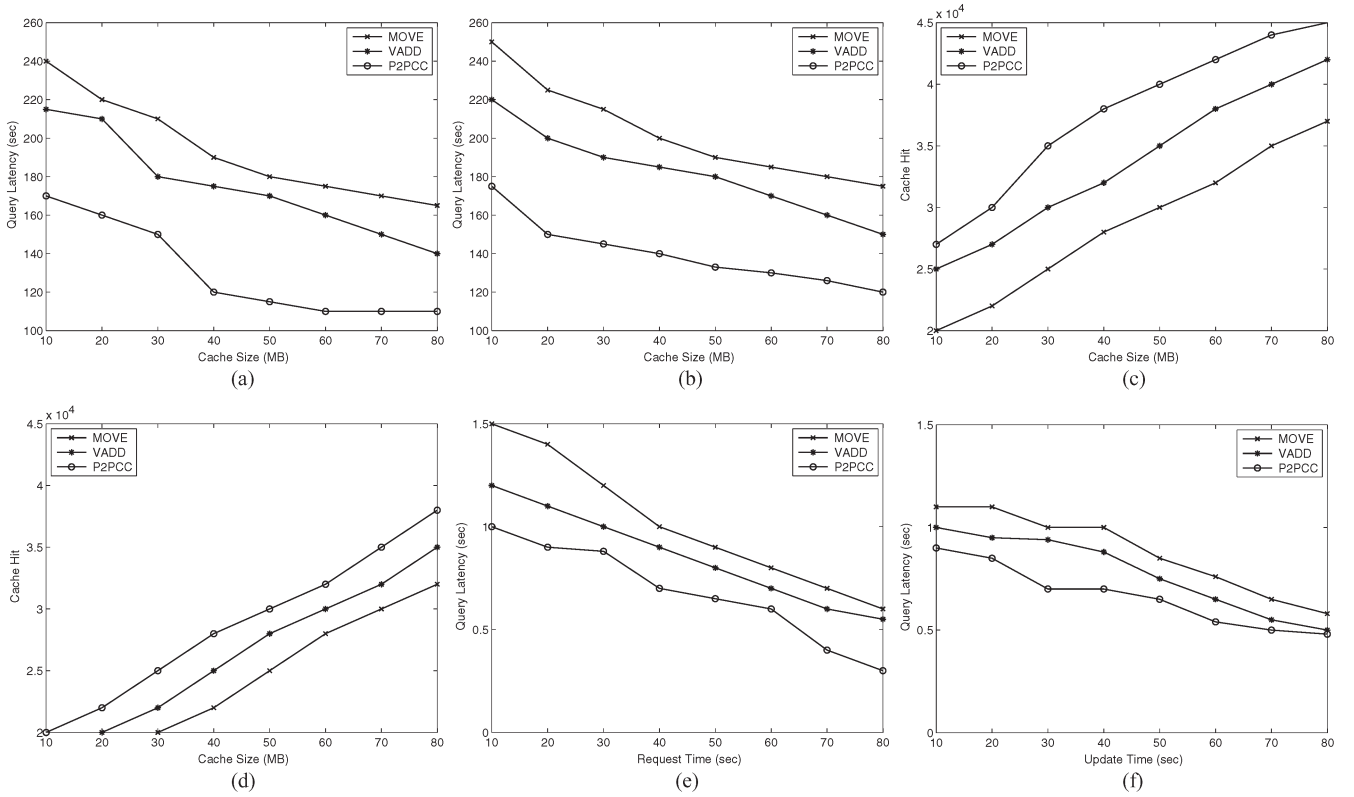 260
240
220
200
180
160
140
120
100
Query Latency (sec)
MOVE
VADD
P2PCC
10 20 30 40 50 60 70 80
Cache Size (MB)
(a)
260
240
220
200
180
160
140
120
100
Query Latency (sec)
MOVE
VADD
P2PCC
10 20 30 40 50 60 70 80
Cache Size (MB)
(b)
x 10⁴
4.5
4
3.5
3
2.5
2
Cache Hit
MOVE
VADD
P2PCC
10 20 30 40 50 60 70 80
Cache Size (MB)
(c)
x 10⁴
4.5
4
3.5
3
2.5
2
Cache Hit
MOVE
VADD
P2PCC
10 20 30 40 50 60 70 80
Cache Size (MB)
(d)
1.5
1
0.5
0
Query Latency (sec)
MOVE
VADD
P2PCC
10 20 30 40 50 60 70 80
Request Time (sec)
(e)
1.5
1
0.5
0
Query Latency (sec)
MOVE
VADD
P2PCC
10 20 30 40 50 60 70 80
Update Time (sec)
(f)